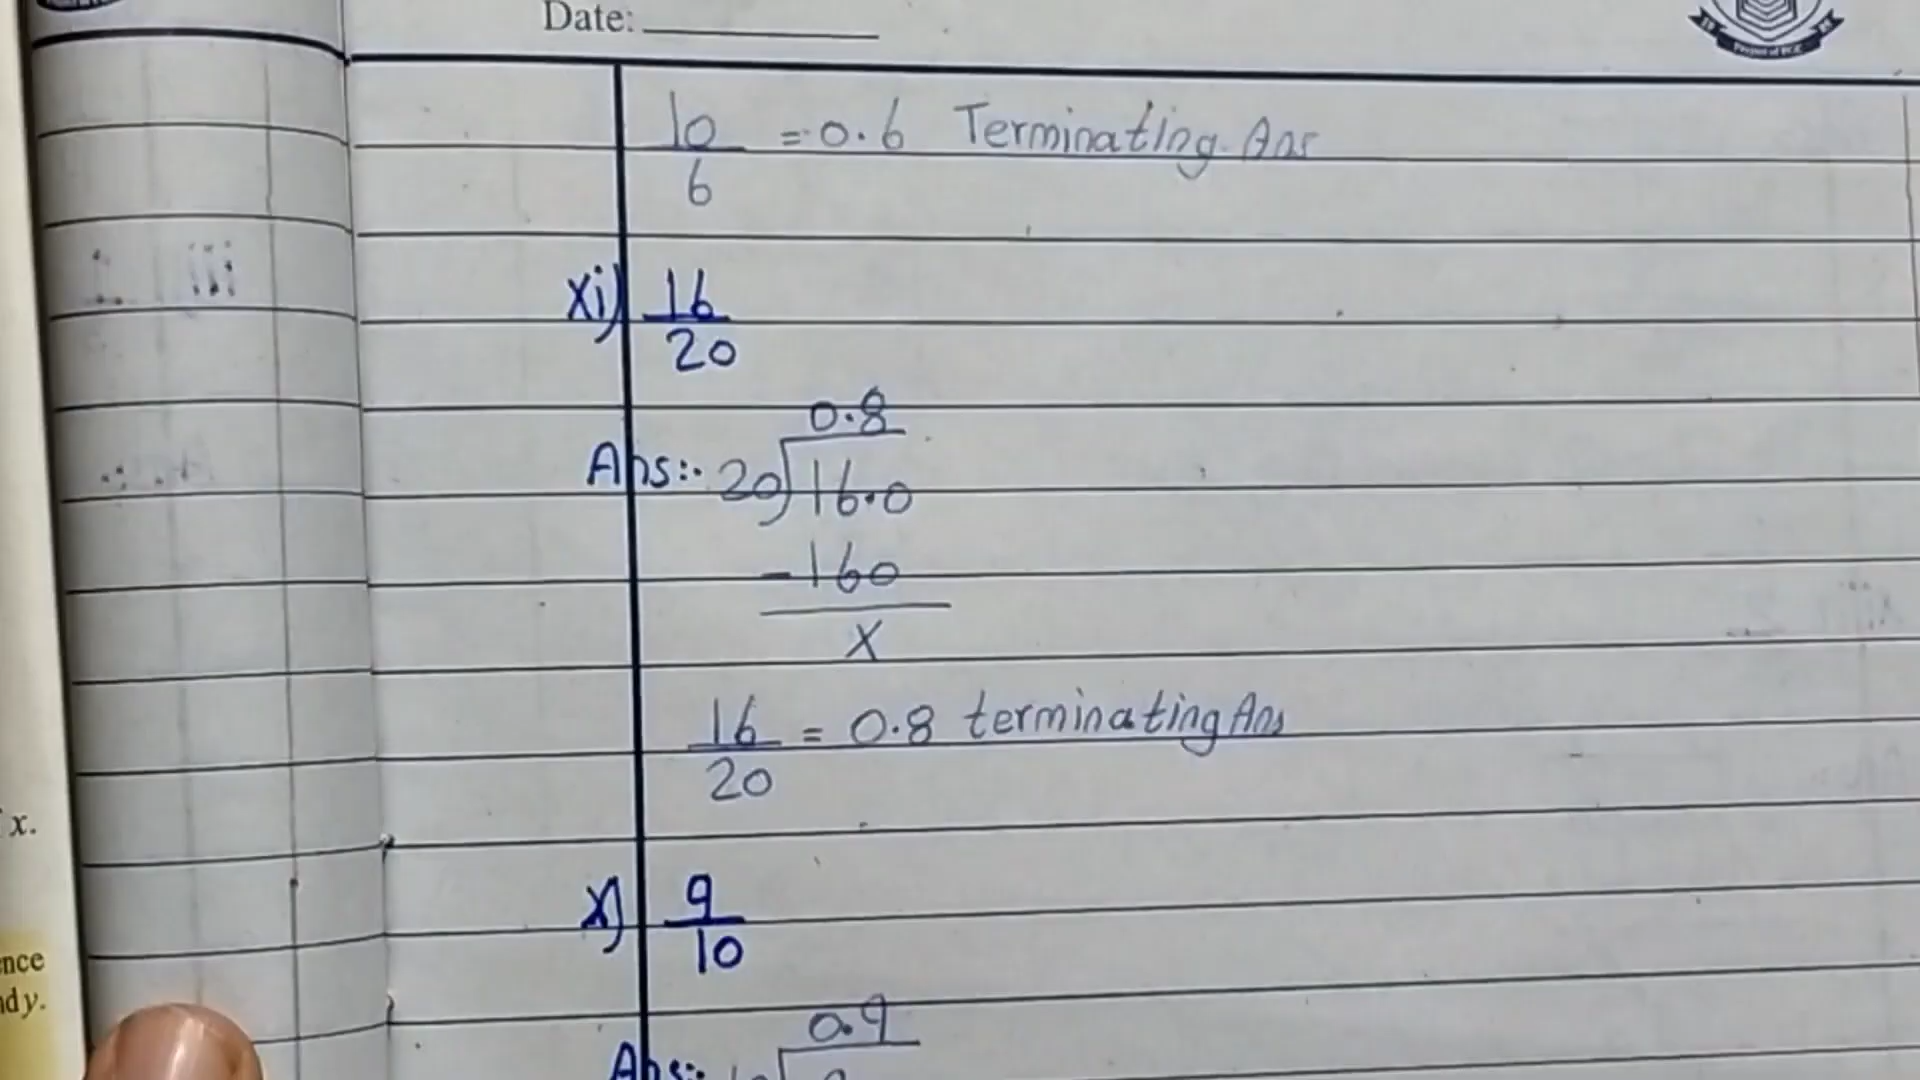 Date:
10/6 = 0.6 Terminating Ans
xi) 16/20
0.8
Ans:- 20)16.0
-160
x
16/20 = 0.8 terminating Ans
x.
x) 9/10
nce
dy.
0.9
Ans:-